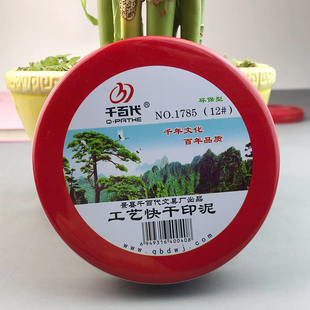 千百代®
Q-PATHE
环保型
NO.1785（12#）
千年文化
百年品质
景县千百代文具厂出品
工艺快干印泥
6949316400408
www.qbdwj.com